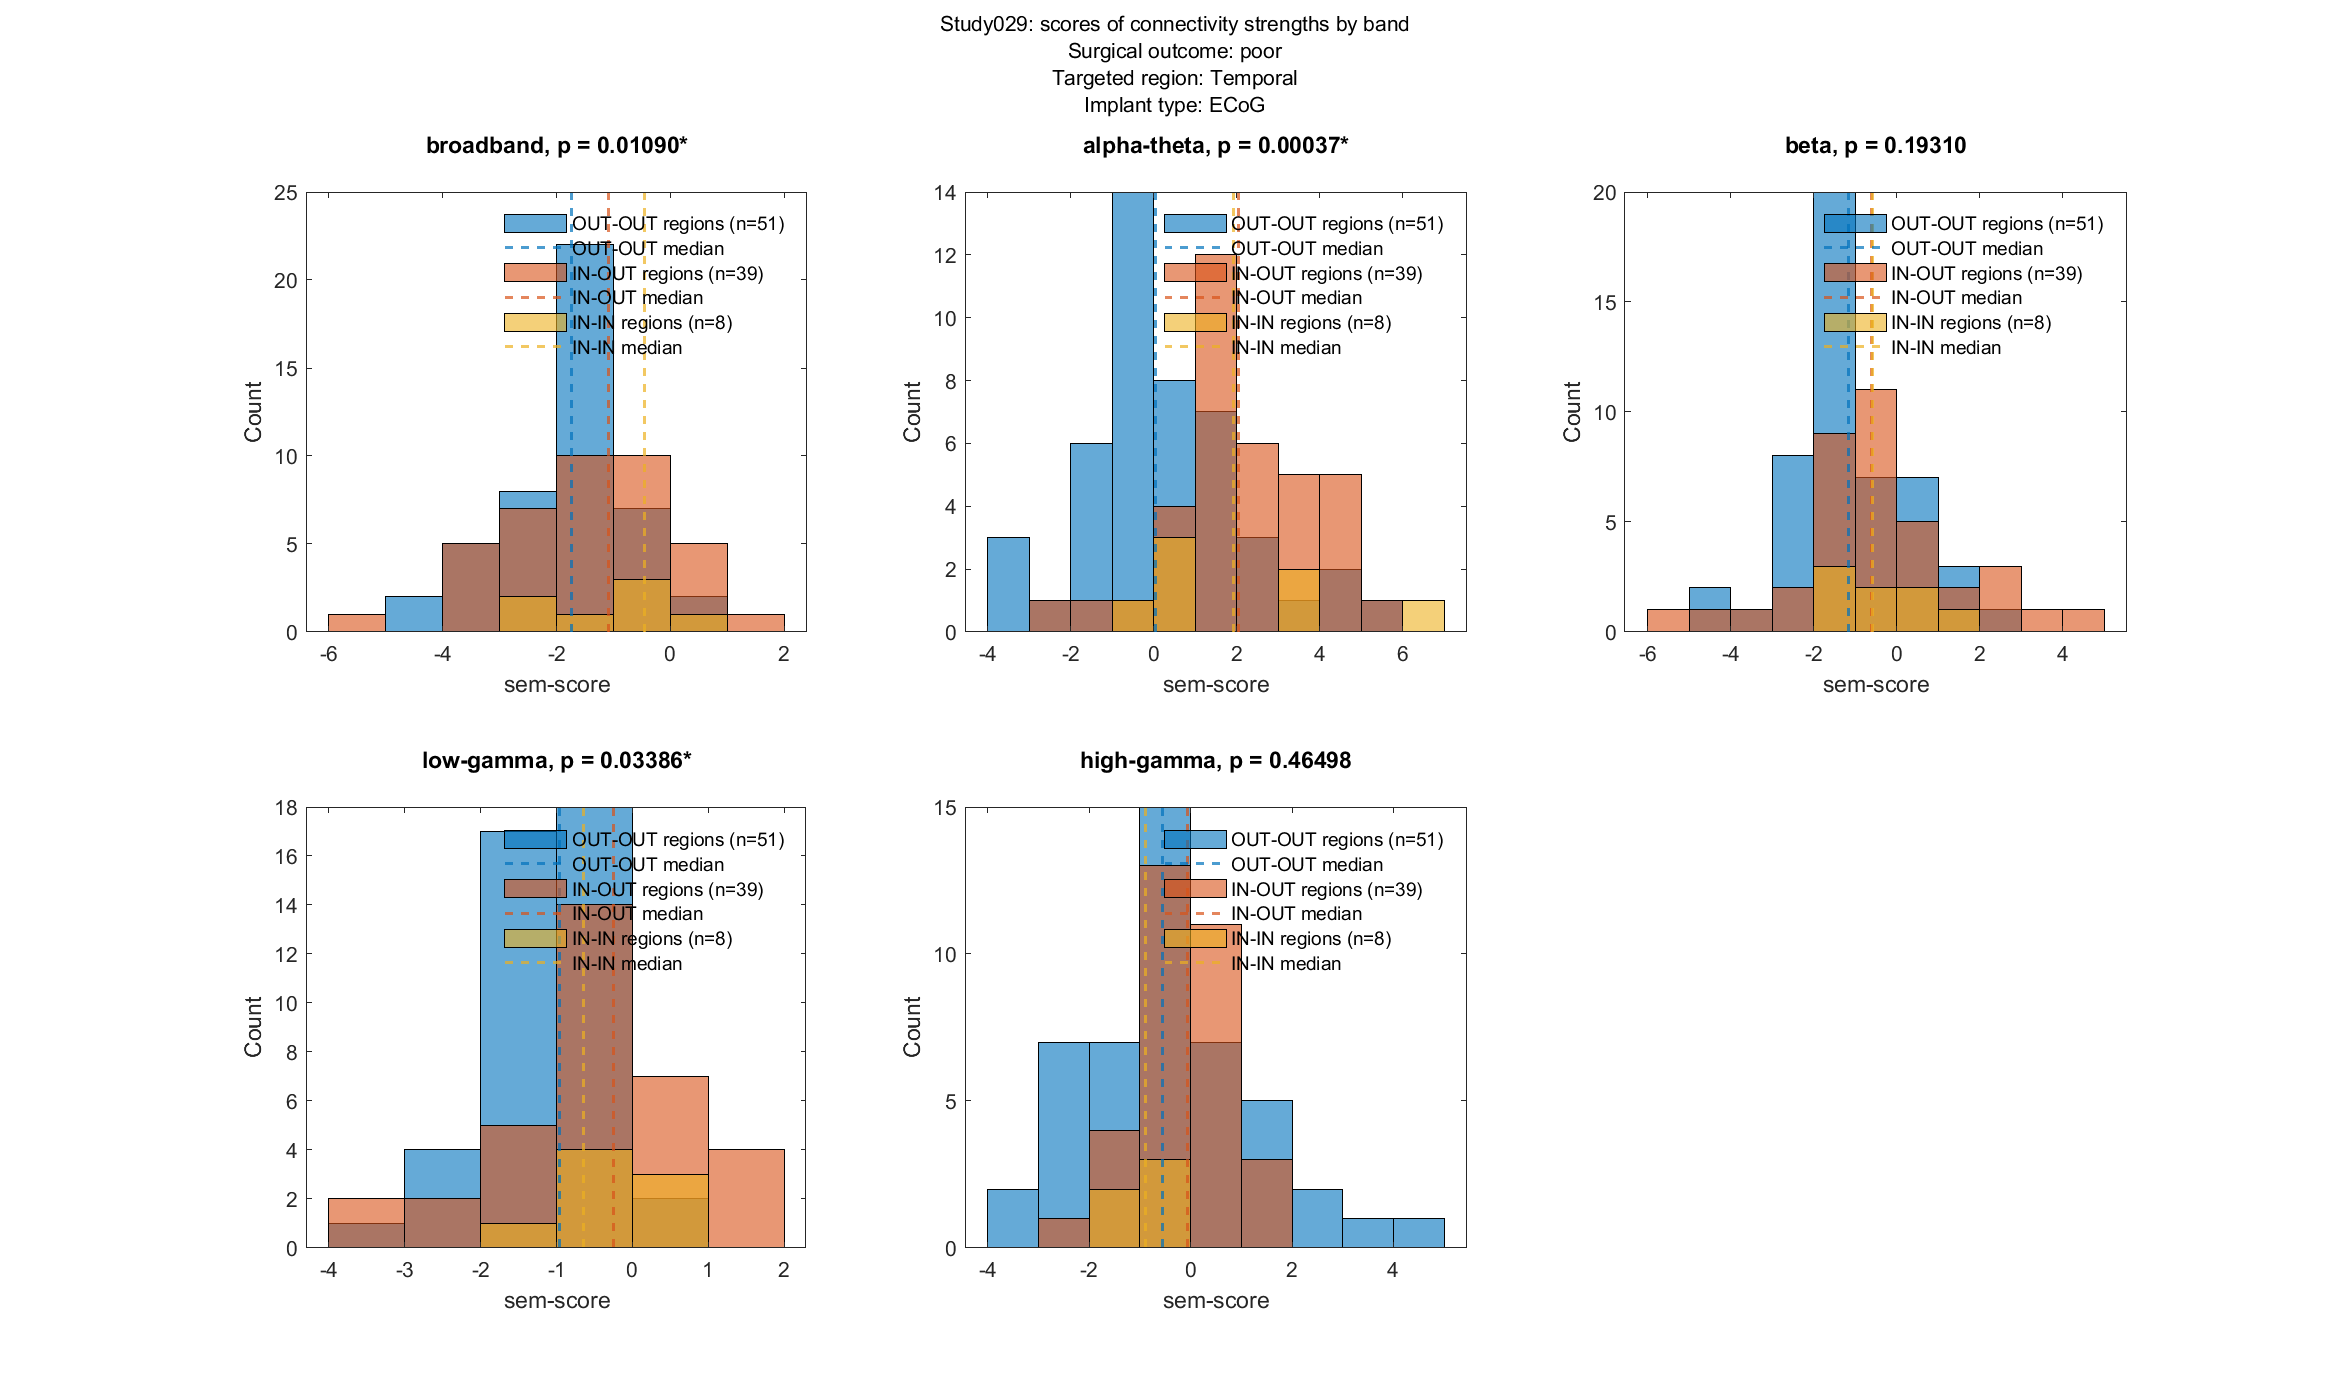 Study029: scores of connectivity strengths by band
Surgical outcome: poor
Targeted region: Temporal
Implant type: ECoG
broadband, p = 0.01090*
25
20
15
10
5
0
Count
-6 -4 -2 0 2
sem-score
OUT-OUT regions (n=51)
OUT-OUT median
IN-OUT regions (n=39)
IN-OUT median
IN-IN regions (n=8)
IN-IN median
alpha-theta, p = 0.00037*
14
12
10
8
6
4
2
0
Count
-4 -2 0 2 4 6
sem-score
OUT-OUT regions (n=51)
OUT-OUT median
IN-OUT regions (n=39)
IN-OUT median
IN-IN regions (n=8)
IN-IN median
beta, p = 0.19310
20
15
10
5
0
Count
-6 -4 -2 0 2 4
sem-score
OUT-OUT regions (n=51)
OUT-OUT median
IN-OUT regions (n=39)
IN-OUT median
IN-IN regions (n=8)
IN-IN median
low-gamma, p = 0.03386*
18
16
14
12
10
8
6
4
2
0
Count
-4 -3 -2 -1 0 1 2
sem-score
OUT-OUT regions (n=51)
OUT-OUT median
IN-OUT regions (n=39)
IN-OUT median
IN-IN regions (n=8)
IN-IN median
high-gamma, p = 0.46498
15
10
5
0
Count
-4 -2 0 2 4
sem-score
OUT-OUT regions (n=51)
OUT-OUT median
IN-OUT regions (n=39)
IN-OUT median
IN-IN regions (n=8)
IN-IN median